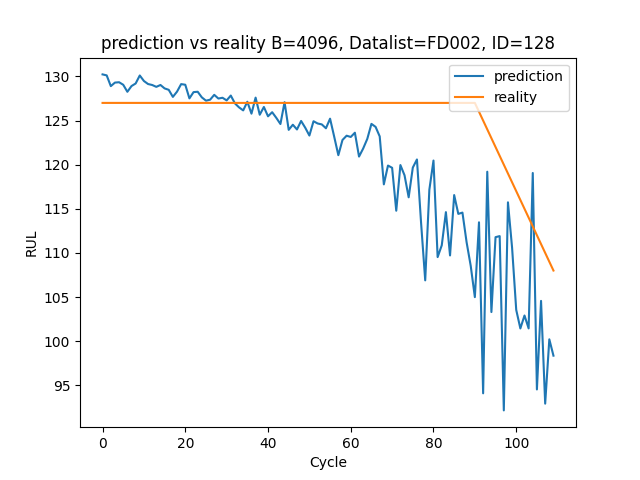 prediction vs reality B=4096, Datalist=FD002, ID=128
prediction
reality
RUL
130
125
120
115
110
105
100
95
0 20 40 60 80 100
Cycle